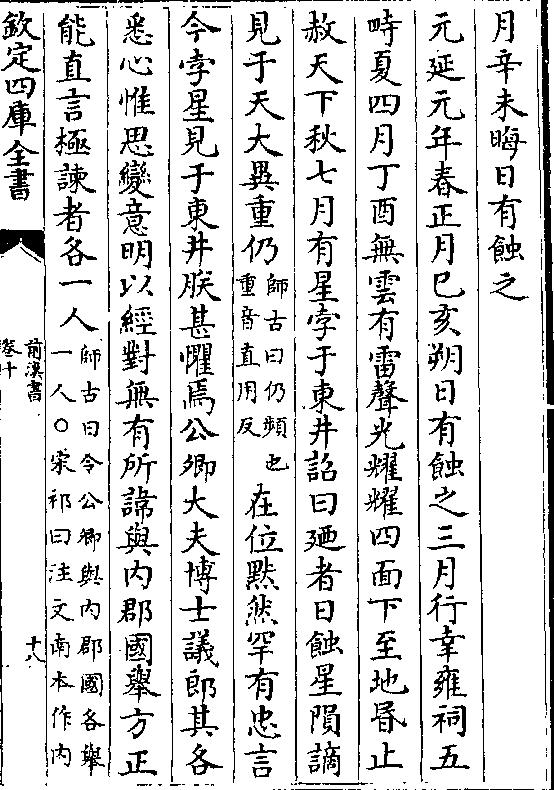 月辛未晦日有蝕之
元延元年春正月己亥朔日有蝕之三月行幸雍祠五
畤夏四月丁酉無雲有雷聲光耀耀四面下至地昬止
赦天下秋七月有星孛于東井詔曰廼者日蝕星隕謫
見于天大異重仍師古曰仍頻也重音直用反在位黙然罕有忠言
今孛星見于東井朕甚懼焉公卿大夫博士議郎其各
悉心惟思變意明以經對無有所諱與内郡國舉方正
能直言極諫者各一人師古曰令公卿與内郡國各舉一人○宋祁曰注文南本作内
欽定四庫全書
前漢書
卷十
十八